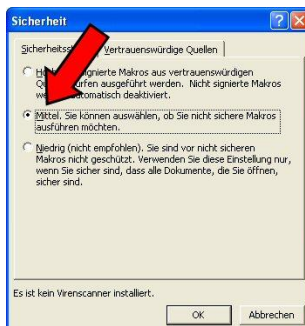 Sicherheit
Vertrauenswürdige Quellen
signierte Makros aus vertrauenswürdigen
ausgeführt werden. Nicht signierte Makros
deaktiviert.
Mittel. Sie können auswählen, ob Sie nicht sichere Makros
ausführen möchten.
Niedrig (nicht empfohlen). Sie sind vor nicht sicheren
Makros nicht geschützt. Verwenden Sie diese Einstellung nur,
wenn Sie sicher sind, dass alle Dokumente, die Sie öffnen,
sicher sind.
Es ist kein Virenscanner installiert.
OK Abbrechen